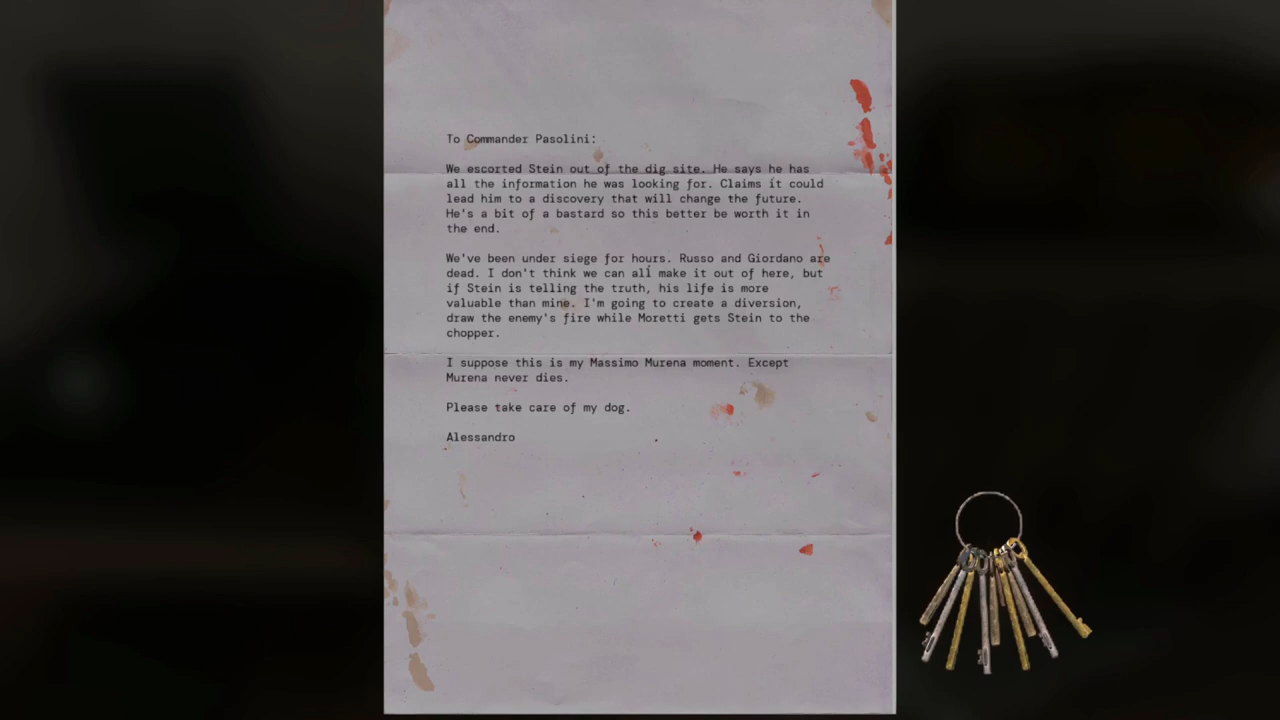 To Commander Pasolini:
We escorted Stein out of the dig site. He says he has
all the information he was looking for. Claims it could
lead him to a discovery that will change the future.
He's a bit of a bastard so this better be worth it in
the end.
We've been under siege for hours. Russo and Giordano are
dead. I don't think we can all make it out of here, but
if Stein is telling the truth, his life is more
valuable than mine. I'm going to create a diversion,
draw the enemy's fire while Moretti gets Stein to the
chopper.
I suppose this is my Massimo Murena moment. Except
Murena never dies.
Please take care of my dog.
Alessandro